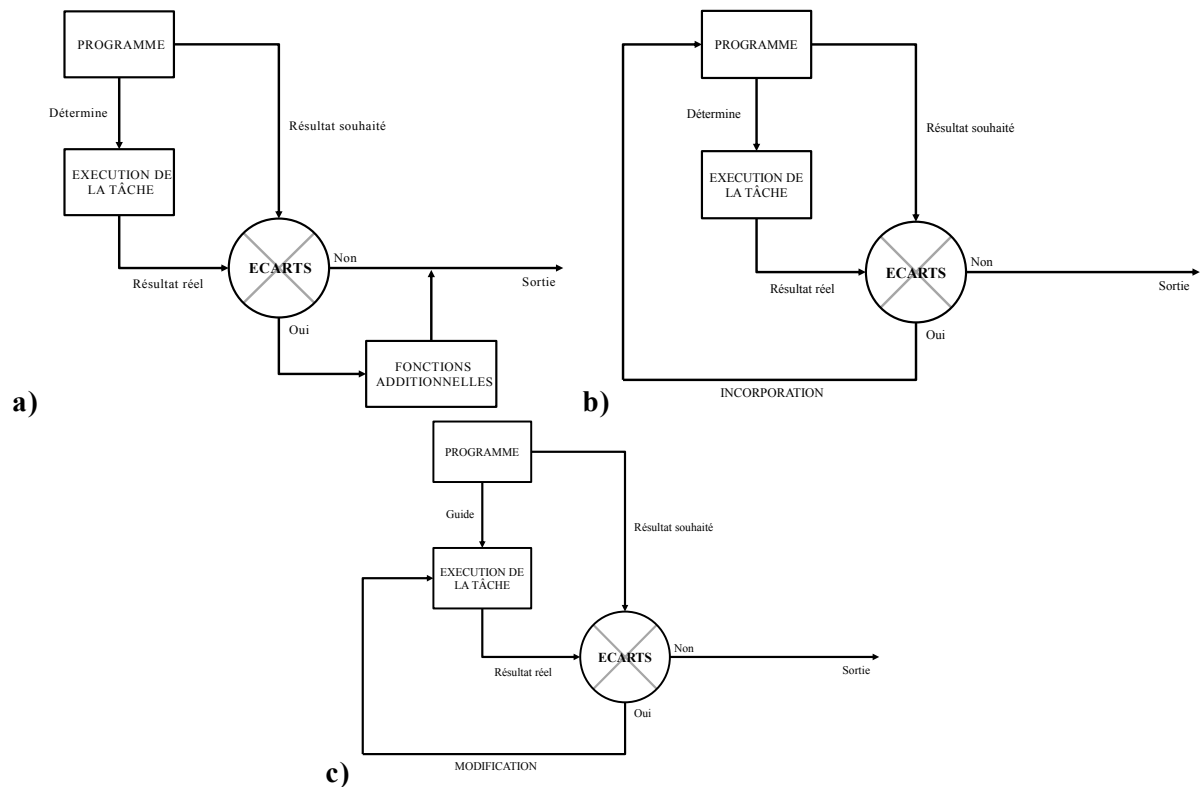 PROGRAMME
Détermine
Résultat souhaité
EXECUTION DE
LA TÂCHE
ECARTS
Non
Résultat réel
Sortie
Oui
FONCTIONS
ADDITIONNELLES
a)
PROGRAMME
Détermine
Résultat souhaité
EXECUTION DE
LA TÂCHE
ECARTS
Non
Résultat réel
Sortie
Oui
INCORPORATION
b)
PROGRAMME
Guide
Résultat souhaité
EXECUTION DE
LA TÂCHE
ECARTS
Non
Résultat réel
Sortie
Oui
MODIFICATION
c)